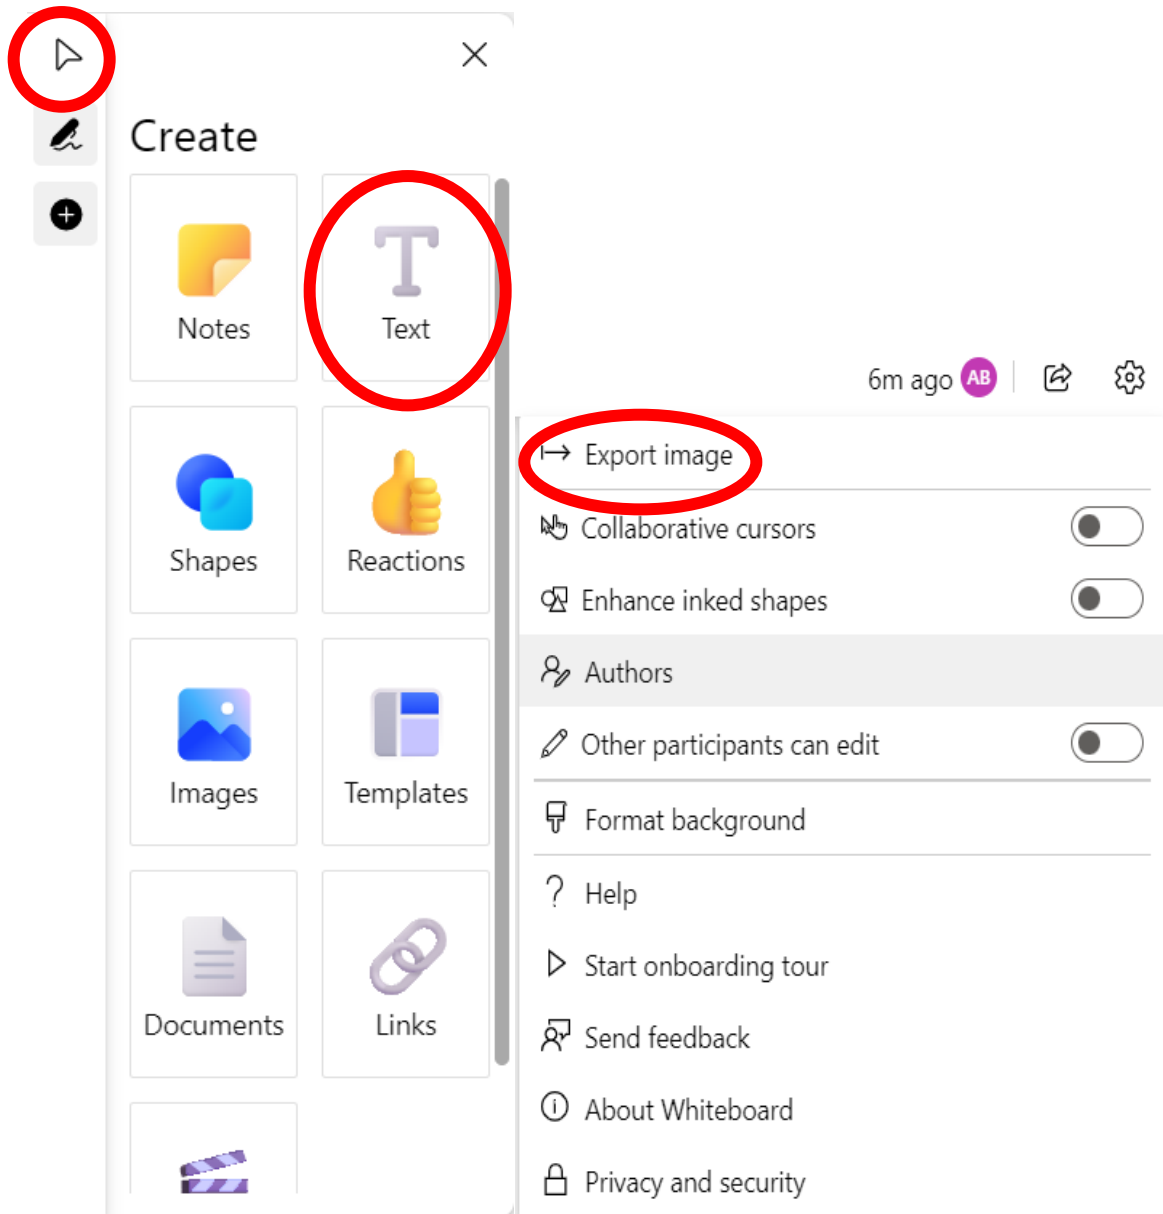 Create
Notes
Text
Shapes
Reactions
Images
Templates
Documents
Links
6m ago AB
Export image
Collaborative cursors
Enhance inked shapes
Authors
Other participants can edit
Format background
Help
Start onboarding tour
Send feedback
About Whiteboard
Privacy and security